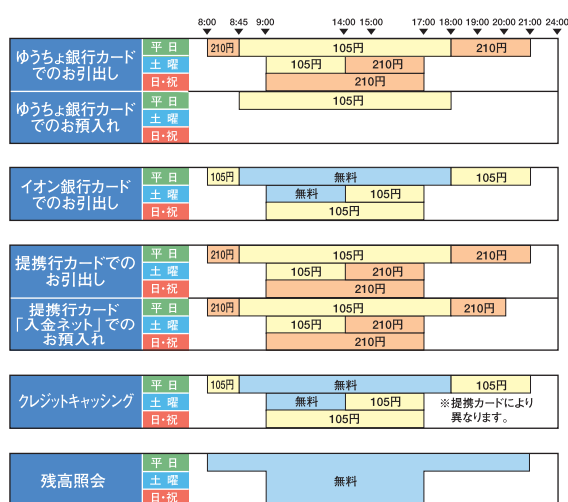 8:00 8:45 9:00 14:00 15:00 17:00 18:00 19:00 20:00 21:00 24:00
ゆうちょ銀行カード
でのお引出し
平日 210円 105円 210円
土曜 105円 210円
日・祝 210円
ゆうちょ銀行カード
でのお預入れ
平日 105円
土曜
日・祝
イオン銀行カード
でのお引出し
平日 105円 無料 105円
土曜 無料 105円
日・祝 105円
提携行カードでの
お引出し
平日 210円 105円 210円
土曜 105円 210円
日・祝 210円
提携行カード
「入金ネット」での
お預入れ
平日 210円 105円 210円
土曜 105円 210円
日・祝 210円
クレジットキャッシング
平日 105円 無料 105円
土曜 無料 105円
日・祝 105円
※提携カードにより
異なります。
残高照会
平日
土曜 無料
日・祝